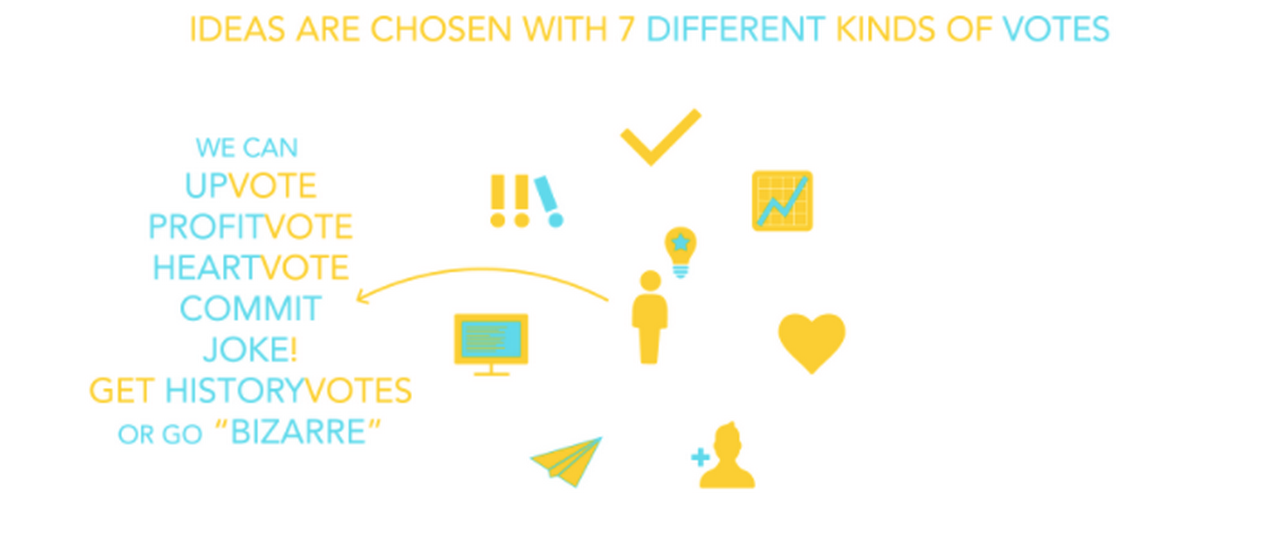 IDEAS ARE CHOSEN WITH 7 DIFFERENT KINDS OF VOTES
WE CAN
UPVOTE
PROFITVOTE
HEARTVOTE
COMMIT
JOKE!
GET HISTORYVOTES
OR GO “BIZARRE”